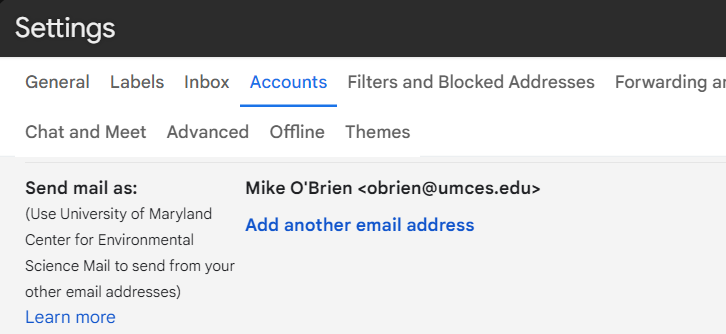 Settings
General Labels Inbox Accounts Filters and Blocked Addresses Forwarding
Chat and Meet Advanced Offline Themes
Send mail as: Mike O'Brien <obrien@umces.edu>
(Use University of Maryland
Center for Environmental
Science Mail to send from your
other email addresses)
Add another email address
Learn more